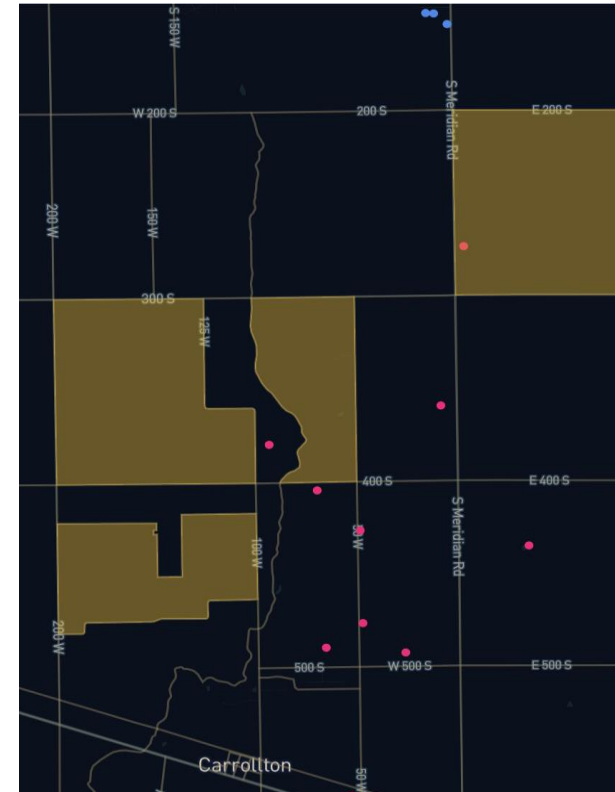 S 150 W
S Meridian Rd
W 200 S
200 S
E 200 S
200 W
150 W
300 S
125 W
400 S
E 400 S
S Meridian Rd
50 W
100 W
200 W
500 S
W 500 S
E 500 S
Carrollton
50 W